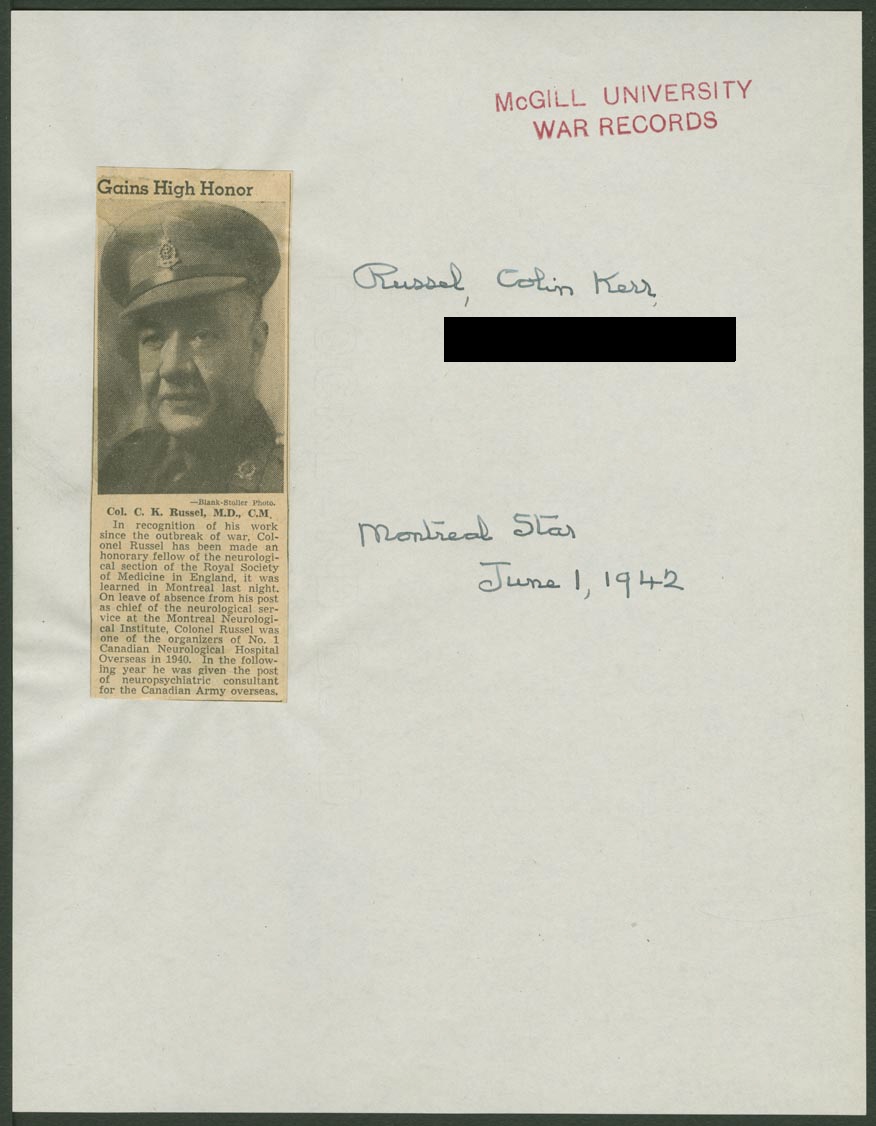 McGILL UNIVERSITY
WAR RECORDS
Gains High Honor
Russel, Colin Kerr,
—Blank-Stoller Photo.
Col. C. K. Russel, M.D., C.M.
In recognition of his work
since the outbreak of war, Col-
onel Russel has been made an
honorary fellow of the neurologi-
cal section of the Royal Society
of Medicine in England, it was
learned in Montreal last night.
On leave of absence from his post
as chief of the neurological ser-
vice at the Montreal Neurologi-
cal Institute, Colonel Russel was
one of the organizers of No. 1
Canadian Neurological Hospital
Overseas in 1940. In the follow-
ing year he was given the post
of neuropsychiatric consultant
for the Canadian Army overseas.
Montreal Star
June 1, 1942